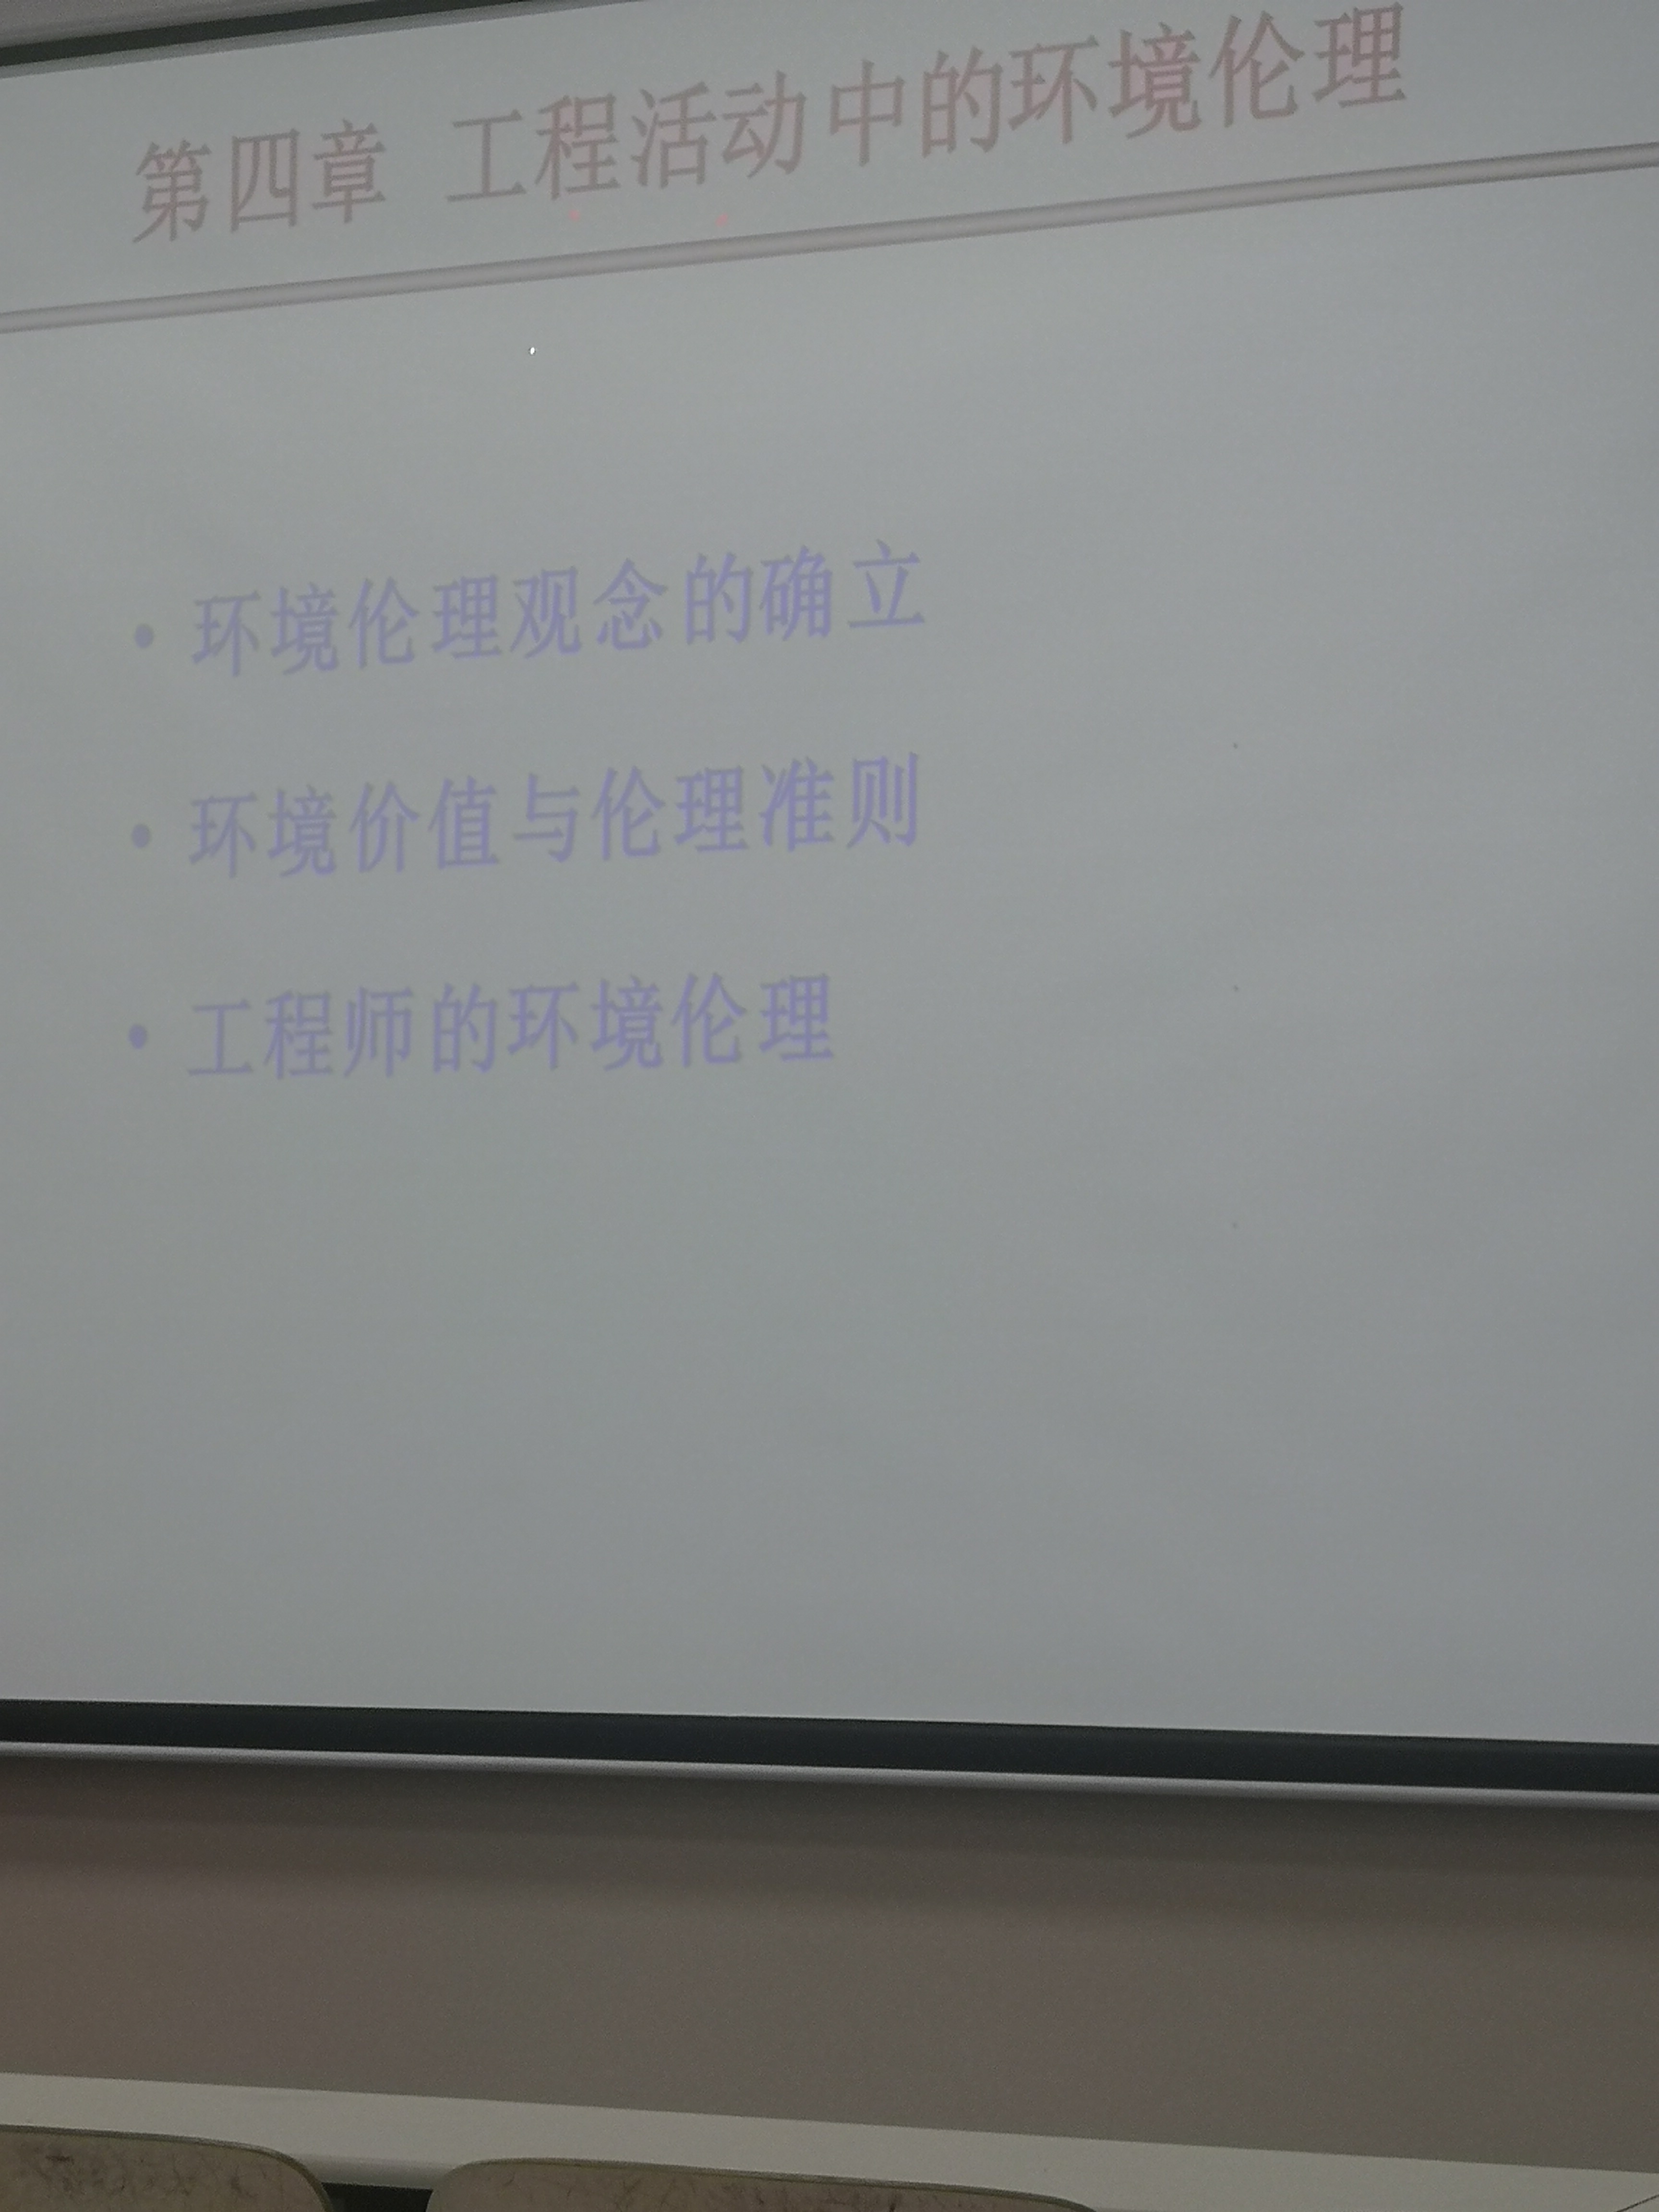 第四章 工程活动中的环境伦理
• 环境伦理观念的确立
• 环境价值与伦理准则
• 工程师的环境伦理